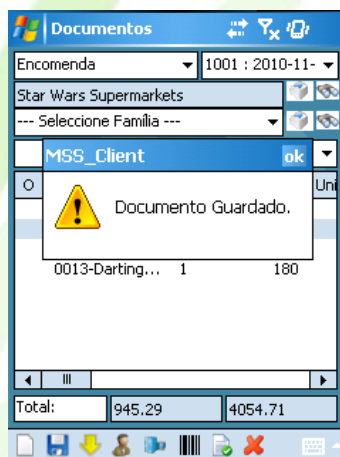 Documentos
Encomenda 1001 : 2010-11-
Star Wars Supermarkets
--- Seleccione Família ---
MSS_Client ok
O Uni
Documento Guardado.
0013-Darting... 1 180
Total: 945.29 4054.71